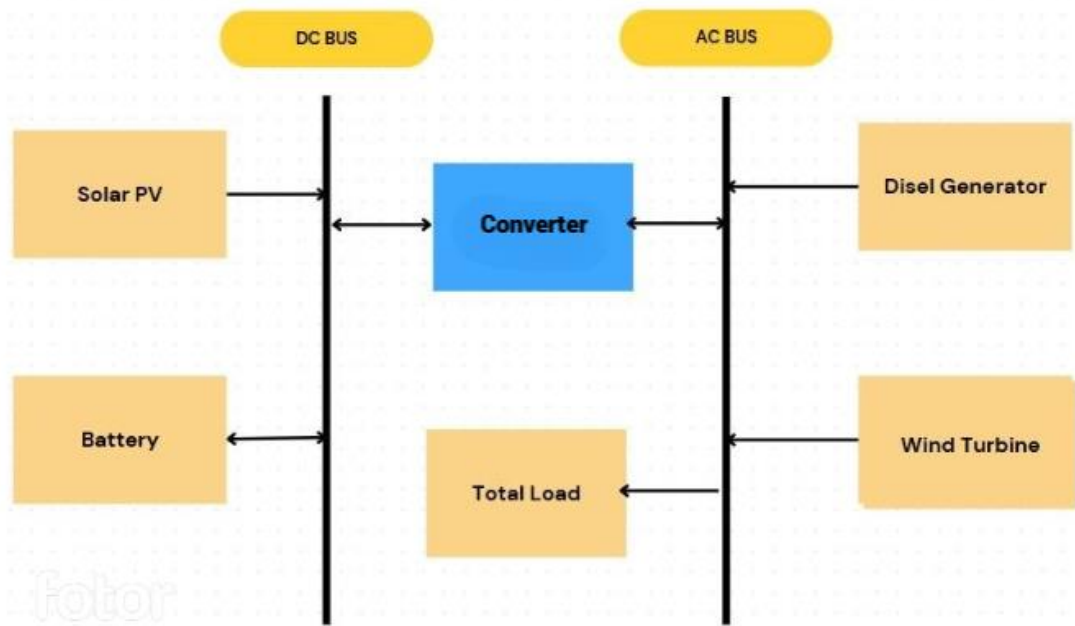 DC BUS
AC BUS
Solar PV
Converter
Disel Generator
Battery
Total Load
Wind Turbine
fotor